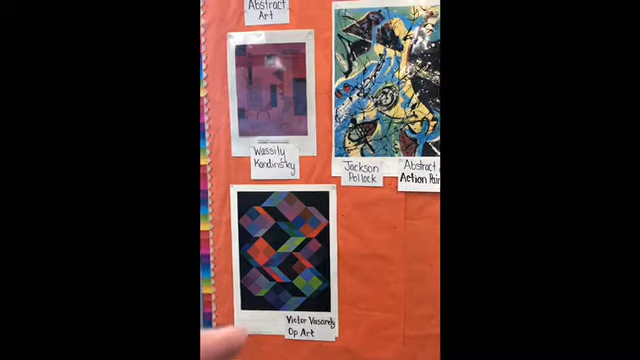 Abstract
Art
Wassily
Kandinsky
Jackson
Pollock
Abstract
Action Pain
Victor Vasarely
Op Art